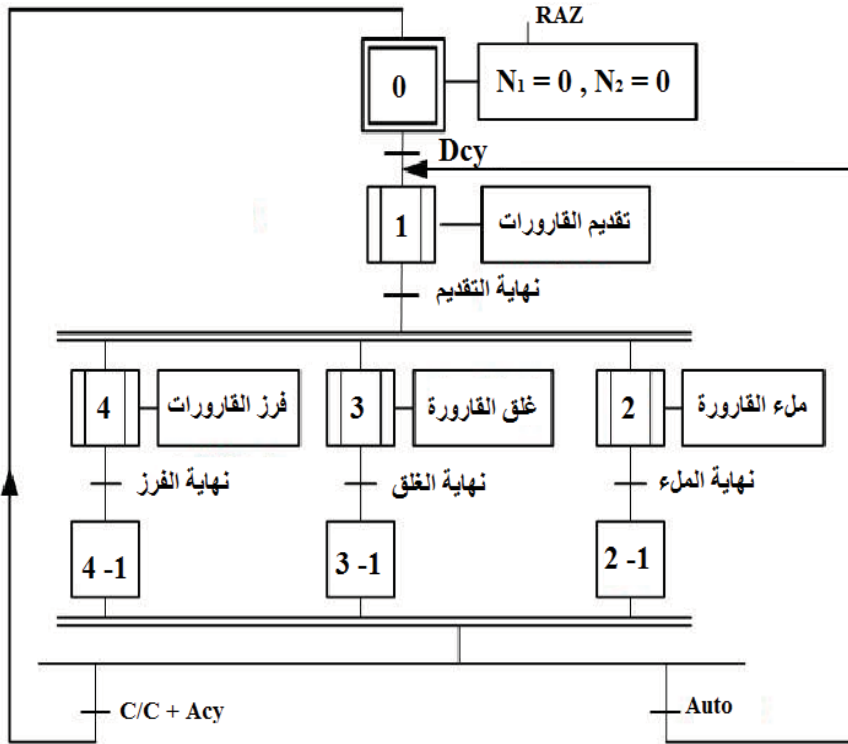 RAZ
0
N₁ = 0 , N₂ = 0
Dcy
1
تقديم القارورات
نهاية التقديم
4
فرز القارورات
3
غلق القارورة
2
ملء القارورة
نهاية الفرز
نهاية الغلق
نهاية الملء
4 -1
3 -1
2 -1
C/C + Acy
Auto